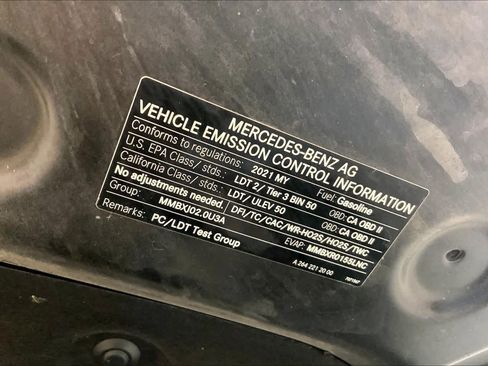 MERCEDES-BENZ AG
VEHICLE EMISSION CONTROL INFORMATION
Conforms to regulations: 2021 MY Fuel: Gasoline
U.S. EPA Class/ stds.: LDT 2/ Tier 3 BIN 50 OBD: CA OBD II
California Class/ stds.: LDT/ ULEV 50 OBD: CA OBD II
No adjustments needed. DFI/TC/CAC/WR-HO2S/HO2S/TWC
Group: MMBXJ02.0U3A EVAP: MMBXR0155LNC
Remarks: PC/LDT Test Group
A 264 221 20 00